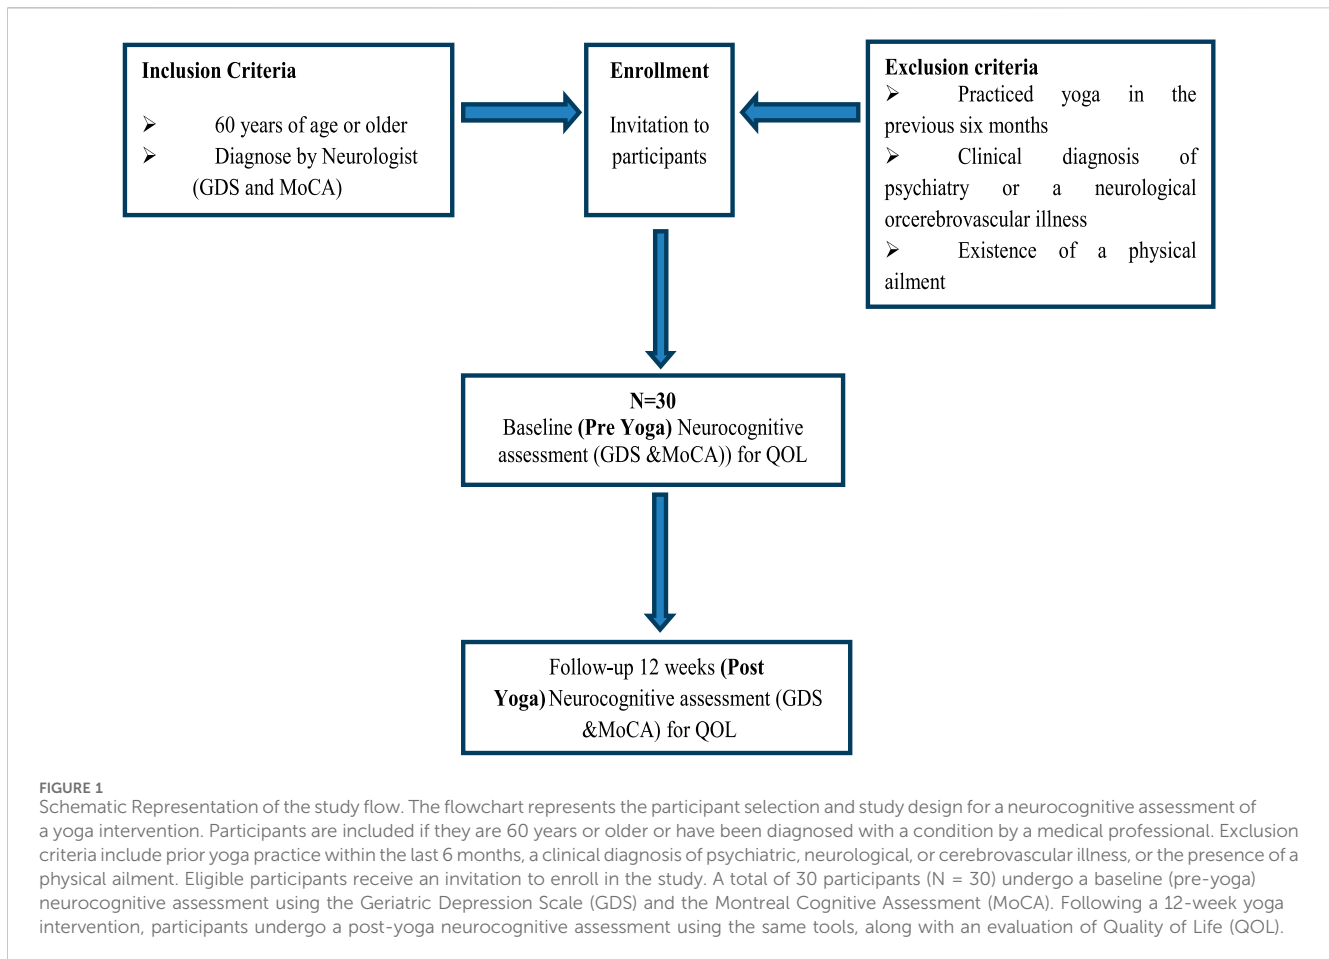 Inclusion Criteria
➢ 60 years of age or older
➢ Diagnose by Neurologist
(GDS and MoCA)
Enrollment
Invitation to
participants
Exclusion criteria
➢ Practiced yoga in the
previous six months
➢ Clinical diagnosis of
psychiatry or a neurological
orcerebrovascular illness
➢ Existence of a physical
ailment
N=30
Baseline (Pre Yoga) Neurocognitive
assessment (GDS &MoCA)) for QOL
Follow-up 12 weeks (Post
Yoga) Neurocognitive assessment (GDS
&MoCA) for QOL
FIGURE 1
Schematic Representation of the study flow. The flowchart represents the participant selection and study design for a neurocognitive assessment of
a yoga intervention. Participants are included if they are 60 years or older or have been diagnosed with a condition by a medical professional. Exclusion
criteria include prior yoga practice within the last 6 months, a clinical diagnosis of psychiatric, neurological, or cerebrovascular illness, or the presence of a
physical ailment. Eligible participants receive an invitation to enroll in the study. A total of 30 participants (N = 30) undergo a baseline (pre-yoga)
neurocognitive assessment using the Geriatric Depression Scale (GDS) and the Montreal Cognitive Assessment (MoCA). Following a 12-week yoga
intervention, participants undergo a post-yoga neurocognitive assessment using the same tools, along with an evaluation of Quality of Life (QOL).